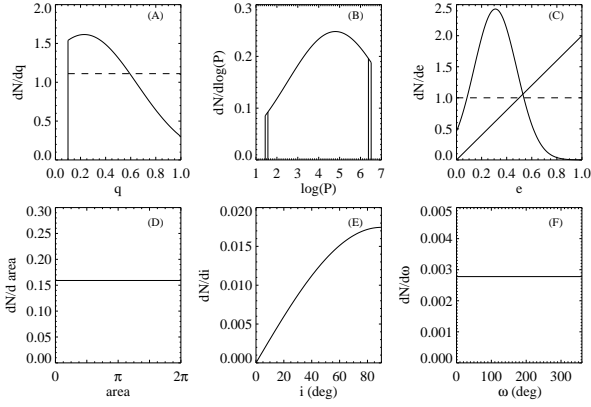 (A)
2.0
1.5
1.0
0.5
0.0
dN/dq
0.0 0.2 0.4 0.6 0.8 1.0
q
(B)
0.3
0.2
0.1
0.0
dN/dlog(P)
1 2 3 4 5 6 7
log(P)
(C)
2.5
2.0
1.5
1.0
0.5
0.0
dN/de
0.0 0.2 0.4 0.6 0.8 1.0
e
(D)
0.30
0.25
0.20
0.15
0.10
0.05
0.00
dN/d area
0 π 2π
area
(E)
0.020
0.015
0.010
0.005
0.000
dN/di
0 20 40 60 80
i (deg)
(F)
0.005
0.004
0.003
0.002
0.001
0.000
dN/dω
0 100 200 300
ω (deg)